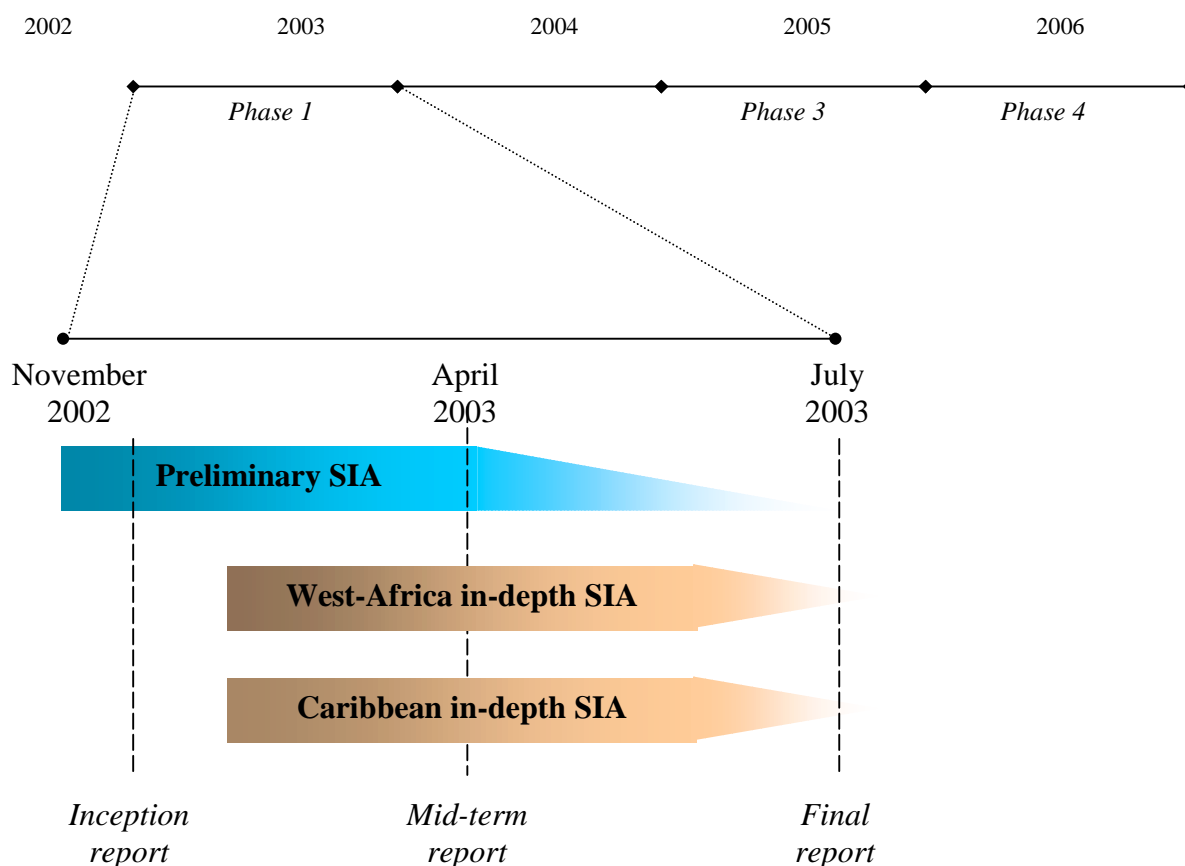 2002 2003 2004 2005 2006
Phase 1 Phase 3 Phase 4
November April July
2002 2003 2003
Preliminary SIA
West-Africa in-depth SIA
Caribbean in-depth SIA
Inception Mid-term Final
report report report